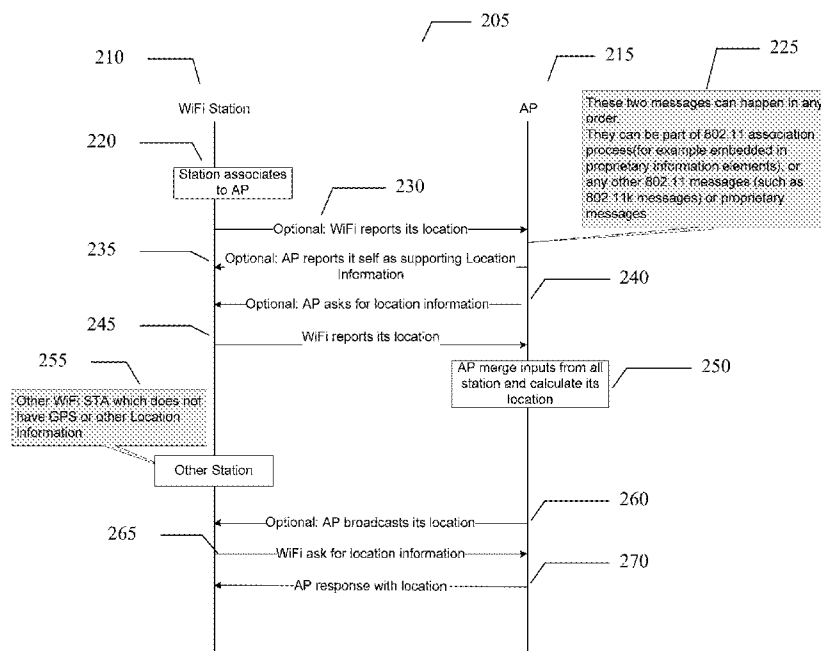 205
210
215
225
WiFi Station
AP
These two messages can happen in any
order.
They can be part of 802.11 association
process(for example embedded in
proprietary information elements), or
any other 802.11 messages (such as
802.11k messages) or proprietary
messages
220
Station associates
to AP
230
Optional: WiFi reports its location
235
Optional: AP reports it self as supporting Location
Information
240
Optional: AP asks for location information
245
WiFi reports its location
250
AP merge inputs from all
station and calculate its
location
255
Other WiFi STA which does not
have GPS or other Location
information
Other Station
260
Optional: AP broadcasts its location
265
WiFi ask for location information
270
AP response with location